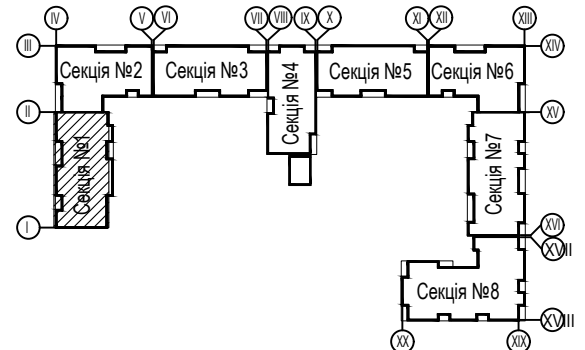 IV V VI VII VIII IX X XI XII XIII
III XIV
Секція №2 Секція №3 Секція №4 Секція №5 Секція №6
II XV
Секція №1 Секція №7
I XVI
XVII
Секція №8
XVIII
XX XIX